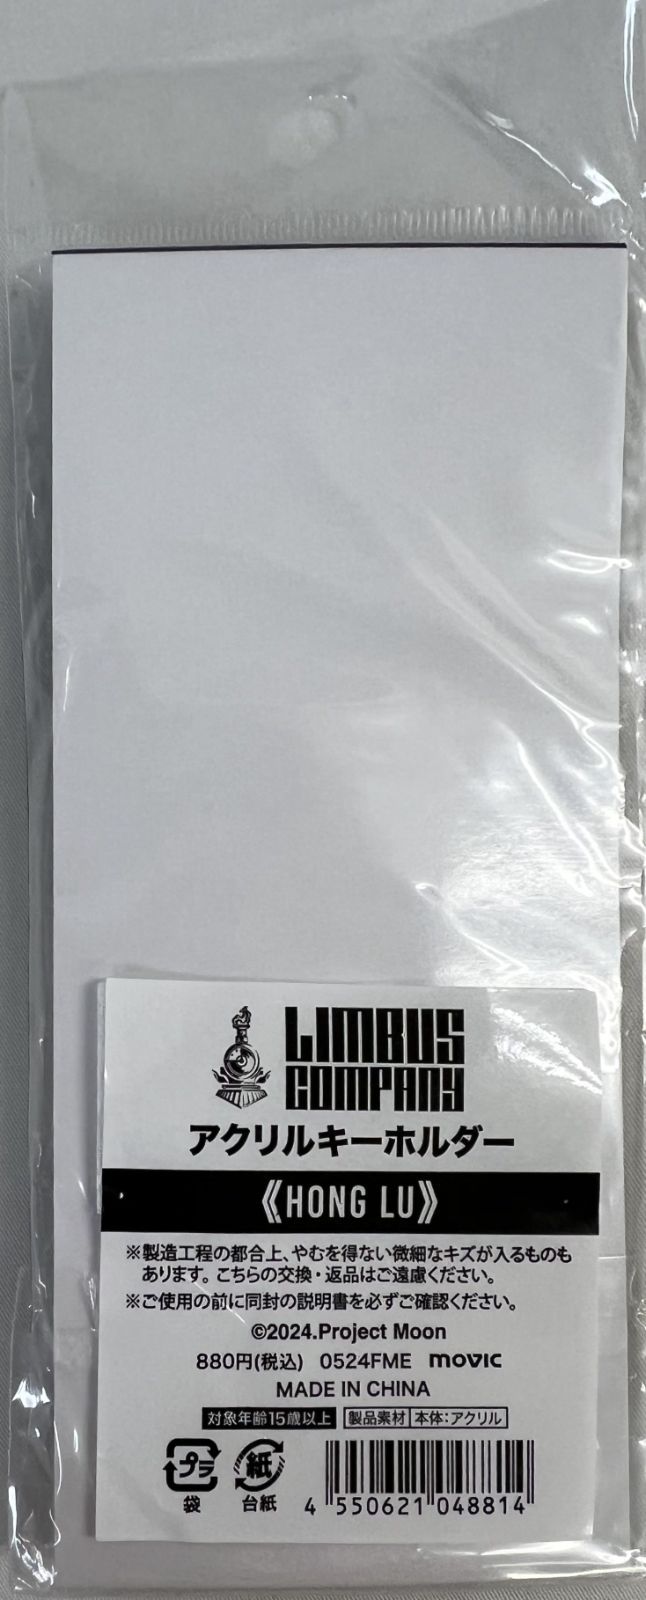 LIMBUS
COMPANY
アクリルキーホルダー
《HONG LU》
※製造工程の都合上、やむを得ない微細なキズが入るものも
あります。こちらの交換・返品はご遠慮ください。
※ご使用の前に同封の説明書を必ずご確認ください。
©2024.Project Moon
880円(税込) 0524FME movic
MADE IN CHINA
対象年齢15歳以上 製品素材 本体:アクリル
プラ 紙
袋 台紙 4 550621 048814